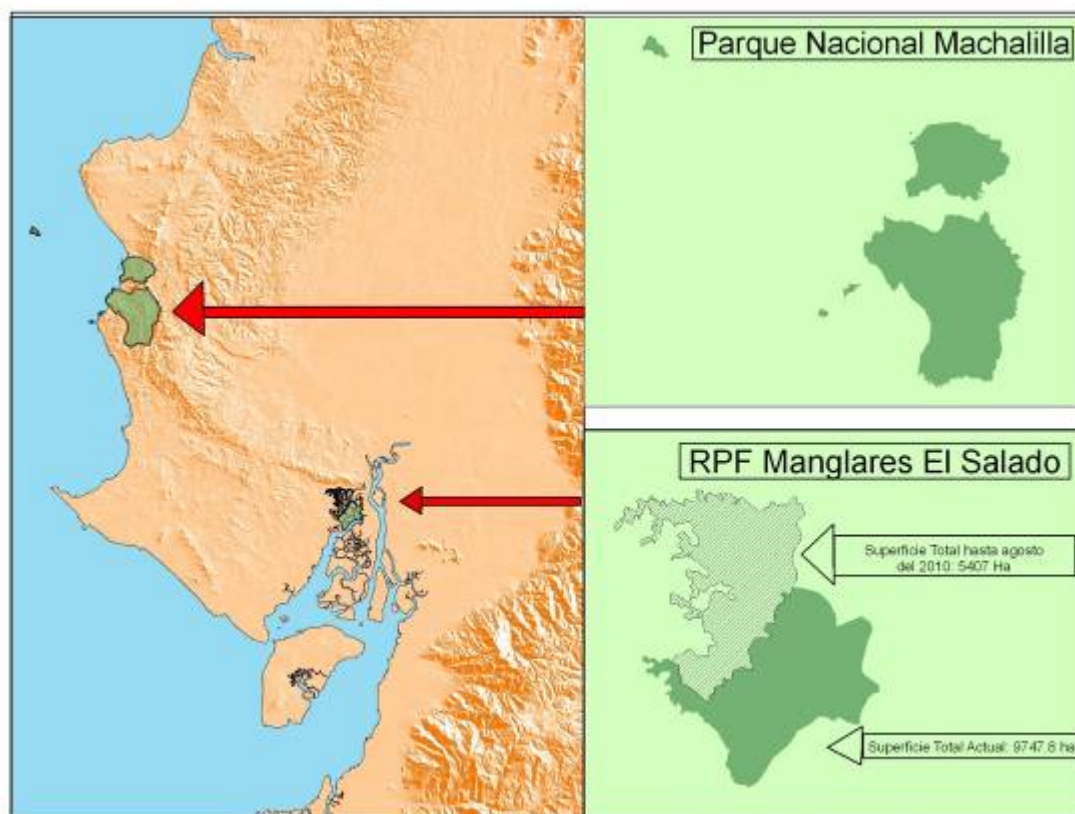 Parque Nacional Machalilla
RPF Manglares El Salado
Superficie Total hasta agosto
del 2010: 5407 Ha
Superficie Total Actual: 9747.8 ha